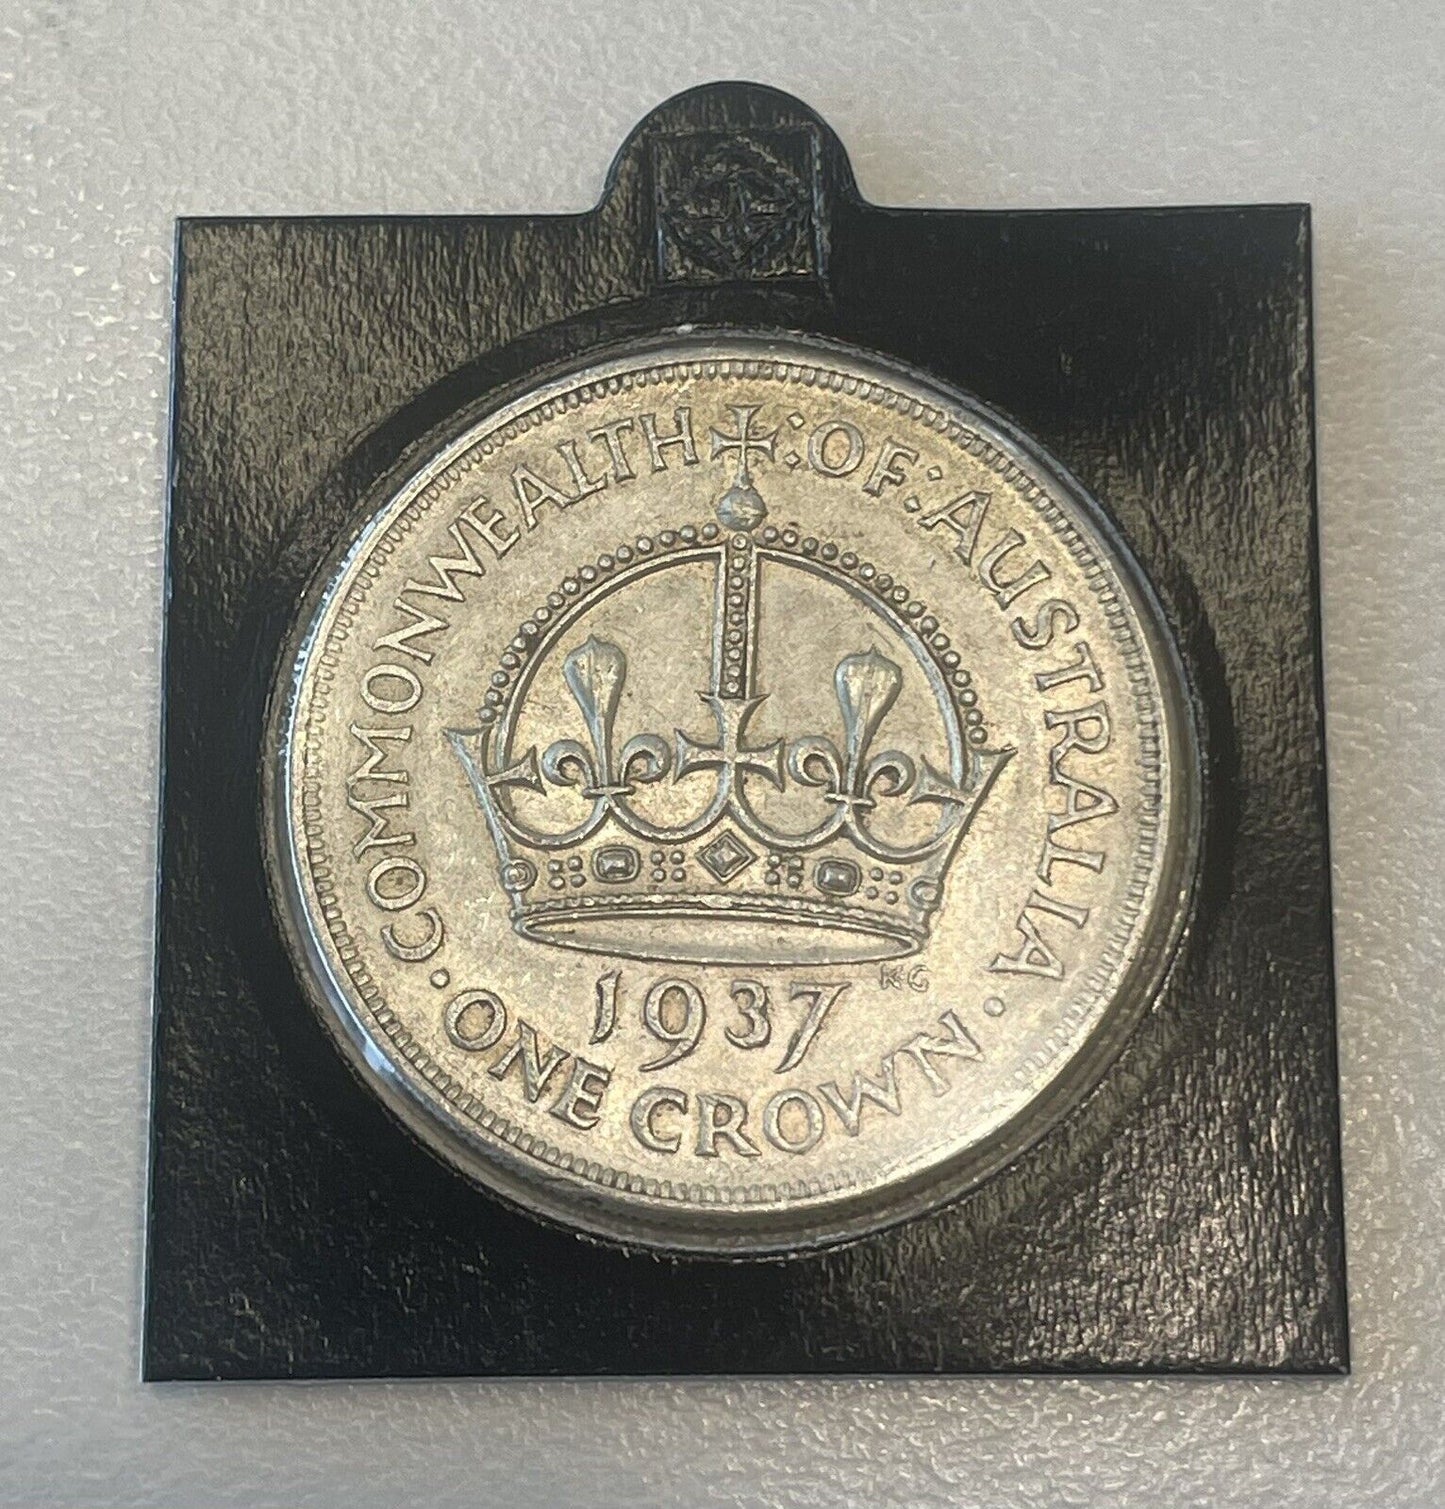 COMMONWEALTH :OF: AUSTRALIA ·
1937
KG
· ONE CROWN